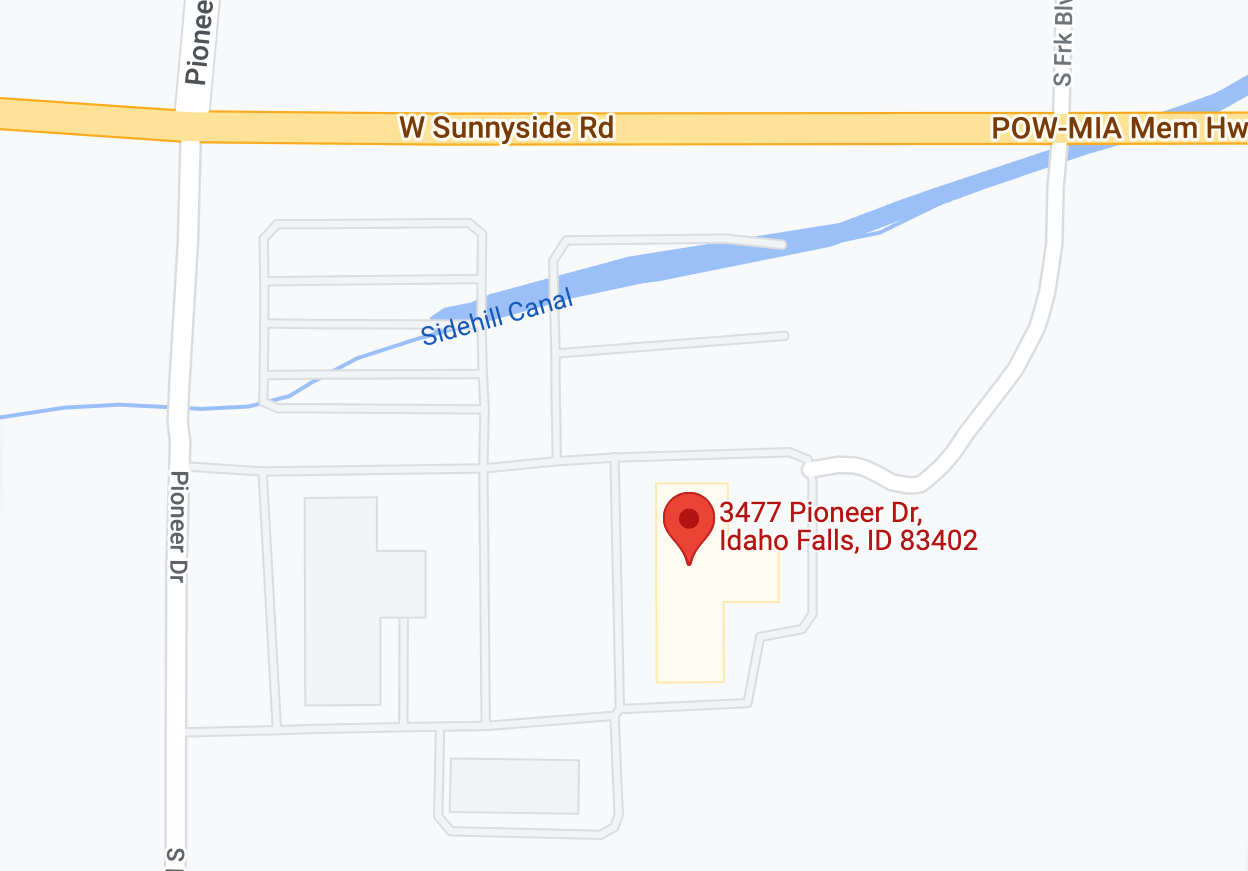 Pionee
S Frk Blv
W Sunnyside Rd
POW-MIA Mem Hw
Sidehill Canal
Pioneer Dr
3477 Pioneer Dr,
Idaho Falls, ID 83402
S